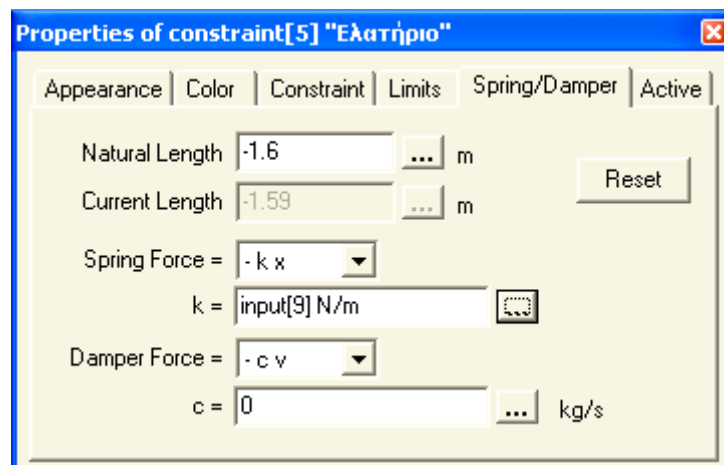 Properties of constraint[5] "Ελατήριο"
Appearance Color Constraint Limits Spring/Damper Active
Natural Length -1.6 ... m
Reset
Current Length -1.59 ... m
Spring Force = - k x
k = input[9] N/m ...
Damper Force = - c v
c = 0 ... kg/s